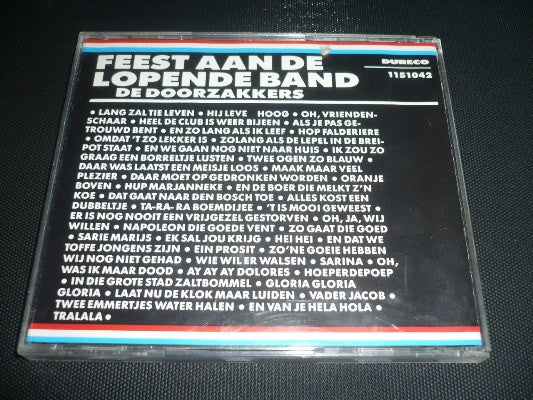 FEEST AAN DE
LOPENDE BAND
DE DOORZAKKERS
DURECO
1151042
• LANG ZAL TIE LEVEN • HIJ LEVE HOOG • OH, VRIENDEN-
SCHAAR • HEEL DE CLUB IS WEER BIJEEN • ALS JE PAS GE-
TROUWD BENT • EN ZO LANG ALS IK LEEF • HOP FALDERIERE
• OMDAT 'T ZO LEKKER IS • ZOLANG ALS DE LEPEL IN DE BREI-
POT STAAT • EN WE GAAN NOG NIET NAAR HUIS • IK ZOU ZO
GRAAG EEN BORRELTJE LUSTEN • TWEE OGEN ZO BLAUW •
DAAR WAS LAATST EEN MEISJE LOOS • MAAK MAAR VEEL
PLEZIER • DAAR MOET OP GEDRONKEN WORDEN • ORANJE
BOVEN • HUP MARJANNEKE • EN DE BOER DIE MELKT Z'N
KOE • DAT GAAT NAAR DEN BOSCH TOE • ALLES KOST EEN
DUBBELTJE • TA-RA-RA BOEMDIJEE • 'T IS MOOI GEWEEST •
ER IS NOG NOOIT EEN VRIJGEZEL GESTORVEN • OH, JA, WIJ
WILLEN • NAPOLEON DIE GOEDE VENT • ZO GAAT DIE GOED
• SARIE MARIJS • EK SAL JOU KRIJG • HEI HEI • EN DAT WE
TOFFE JONGENS ZIJN • EIN PROSIT • ZO'NE GOEIE HEBBEN
WIJ NOG NIET GEHAD • WIE WIL ER WALSEN • SARINA • OH,
WAS IK MAAR DOOD • AY AY AY DOLORES • HOEPERDEPOEP
• IN DIE GROTE STAD ZALTBOMMEL • GLORIA GLORIA
GLORIA • LAAT NU DE KLOK MAAR LUIDEN • VADER JACOB •
TWEE EMMERTJES WATER HALEN • EN VAN JE HELA HOLA •
TRALALA •